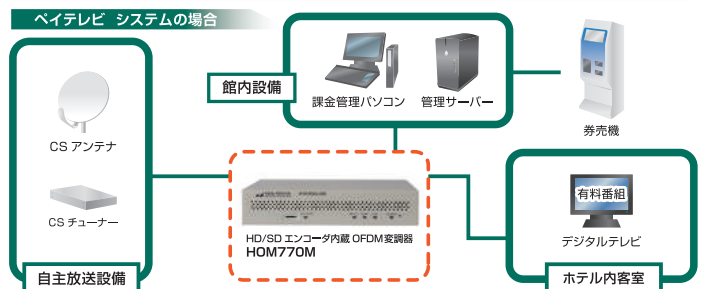 ペイテレビ システムの場合
CS アンテナ
CS チューナー
自主放送設備
館内設備
課金管理パソコン
管理サーバー
券売機
HD/SD エンコーダ内蔵 OFDM変調器
HOM770M
有料番組
デジタルテレビ
ホテル内客室